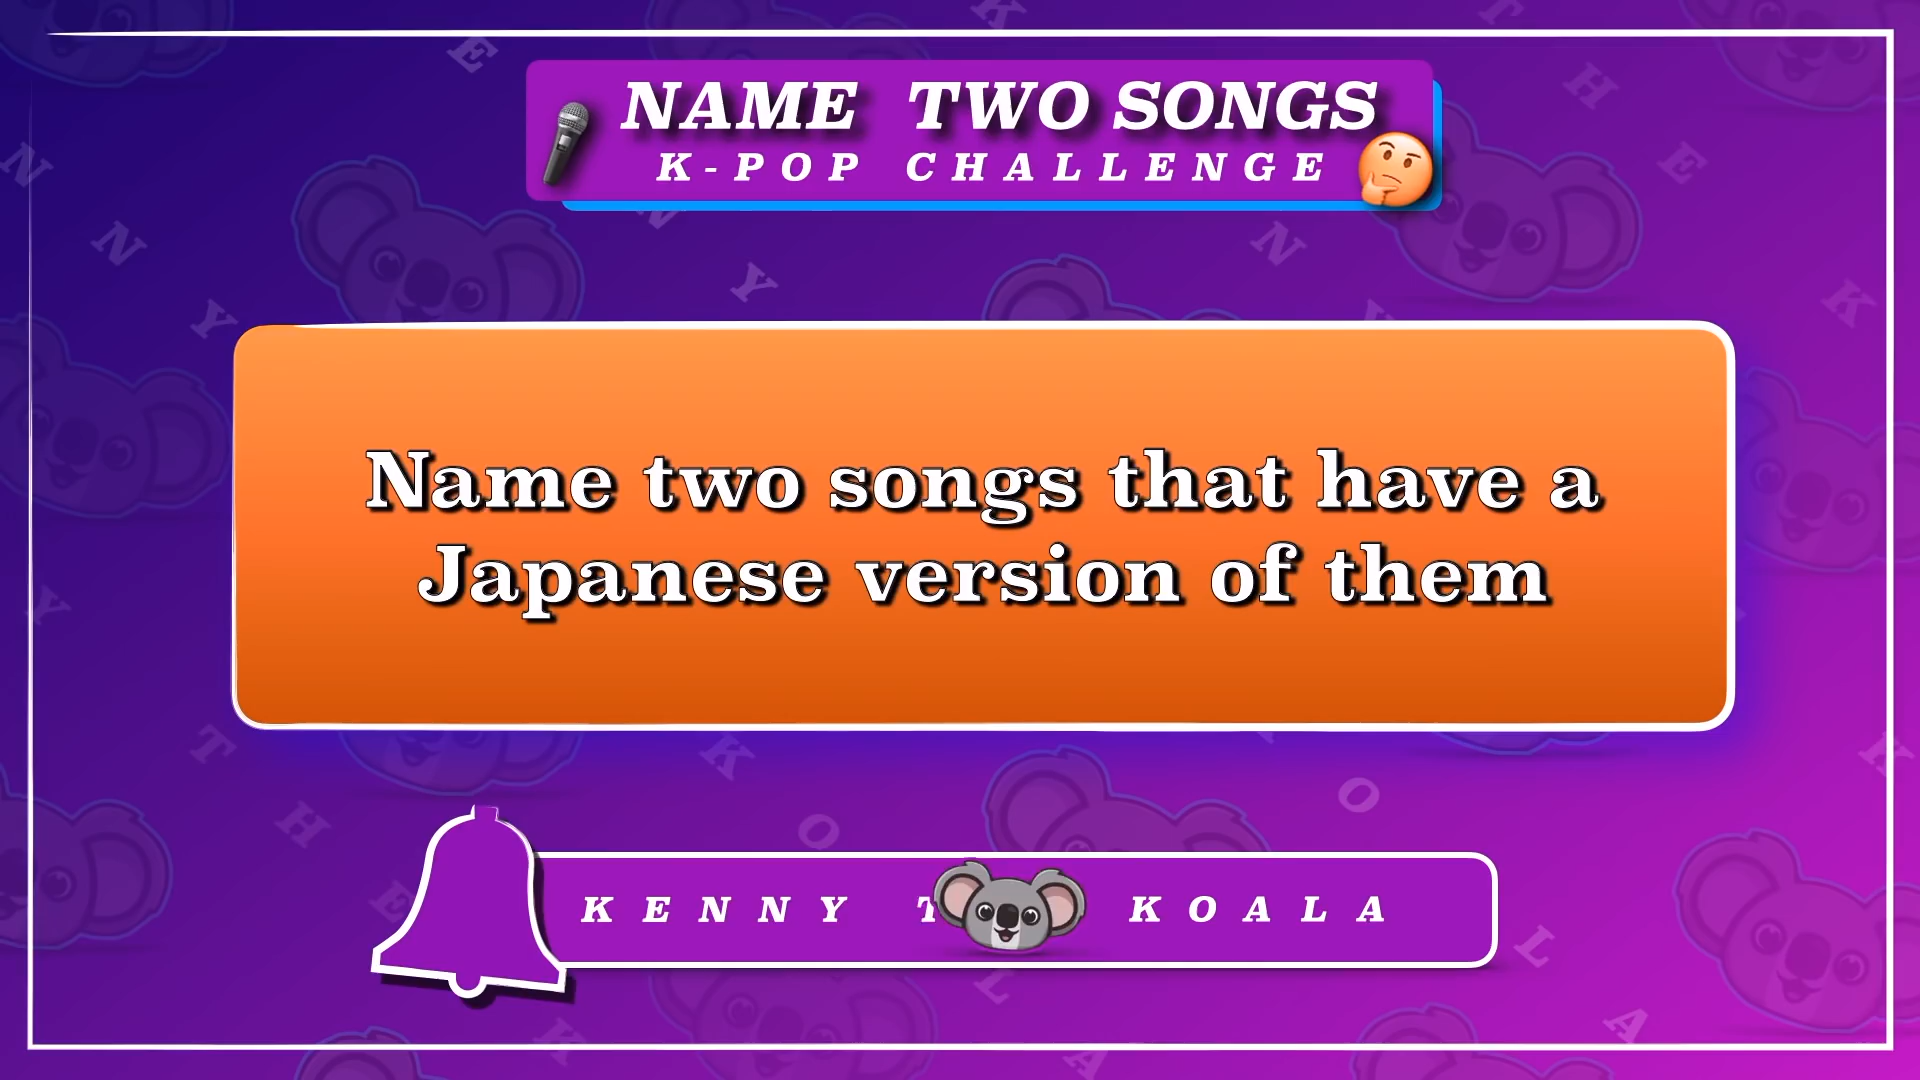 NAME TWO SONGS
K-POP CHALLENGE
Name two songs that have a
Japanese version of them
KENNY T KOALA